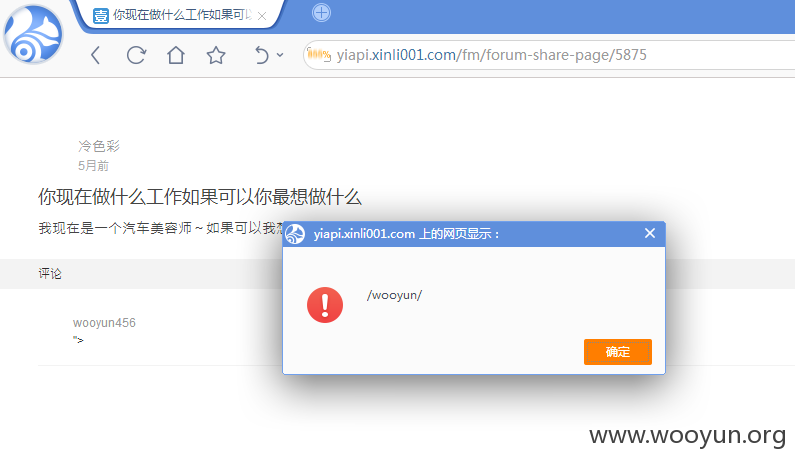 壹 你现在做什么工作如果可以
yiapi.xinli001.com/fm/forum-share-page/5875
冷色彩
5月前
你现在做什么工作如果可以你最想做什么
我现在是一个汽车美容师~如果可以我想
yiapi.xinli001.com 上的网页显示：
/wooyun/
确定
评论
wooyun456
">
www.wooyun.org